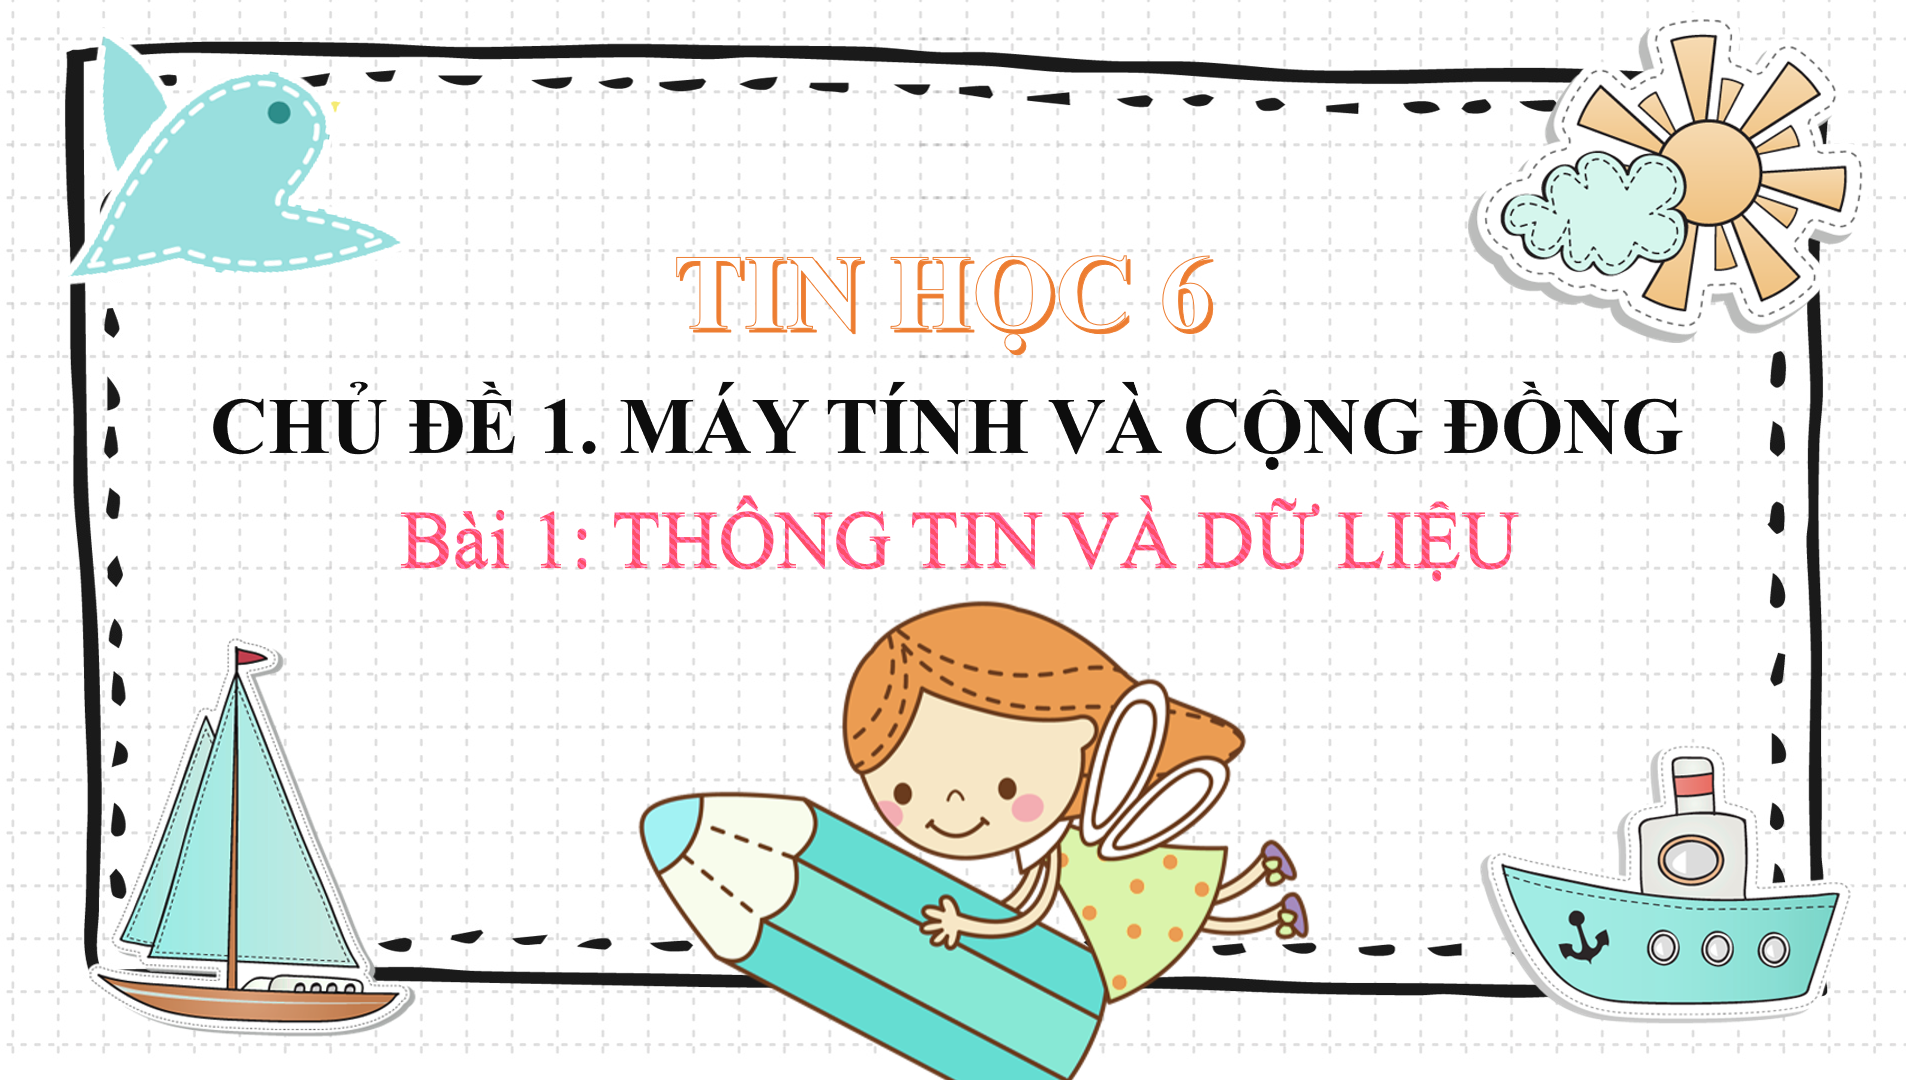 TIN HỌC 6
CHỦ ĐỀ 1. MÁY TÍNH VÀ CỘNG ĐỒNG
Bài 1: THÔNG TIN VÀ DỮ LIỆU